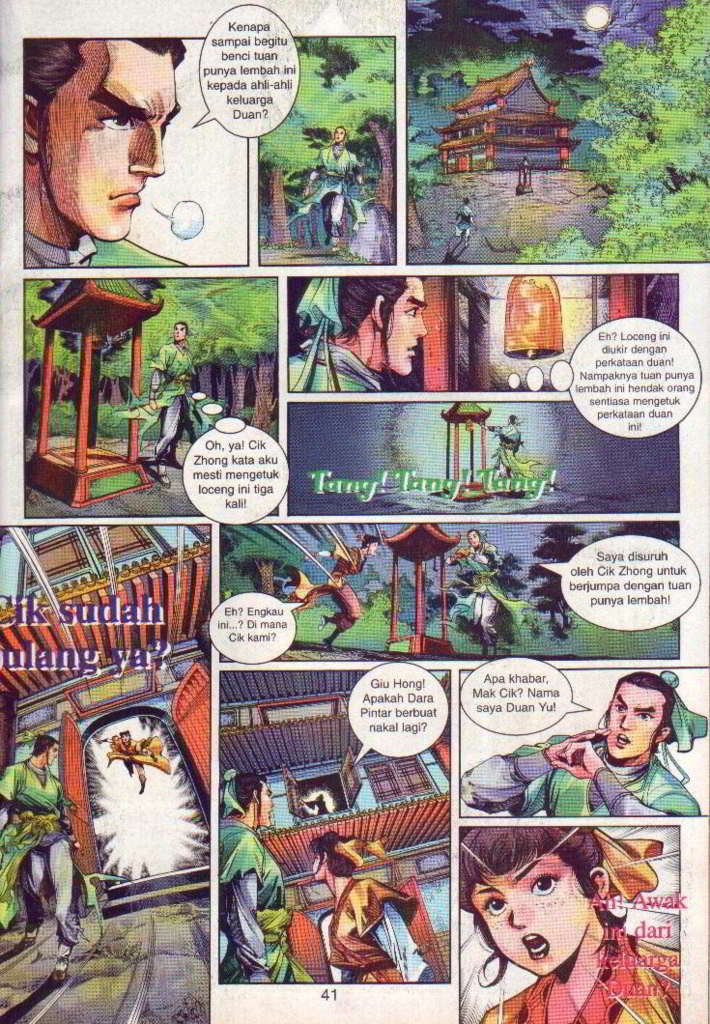 Kenapa
sampai begitu
benci tuan
punya lembah ini
kepada ahli-ahli
keluarga
Duan?
Oh, ya! Cik
Zhong kata aku
mesti mengetuk
loceng ini tiga
kali!
Eh? Loceng ini
diukir dengan
perkataan duan!
Nampaknya tuan punya
lembah ini hendak orang
sentiasa mengetuk
perkataan duan
ini!
Tang! Tang! Tang!
Cik sudah
pulang ya?
Eh? Engkau
ini...? Di mana
Cik kami?
Saya disuruh
oleh Cik Zhong untuk
berjumpa dengan tuan
punya lembah!
Giu Hong!
Apakah Dara
Pintar berbuat
nakal lagi?
Apa khabar,
Mak Cik? Nama
saya Duan Yu!
Ah! Awak
ini dari
keluarga
Duan?
41